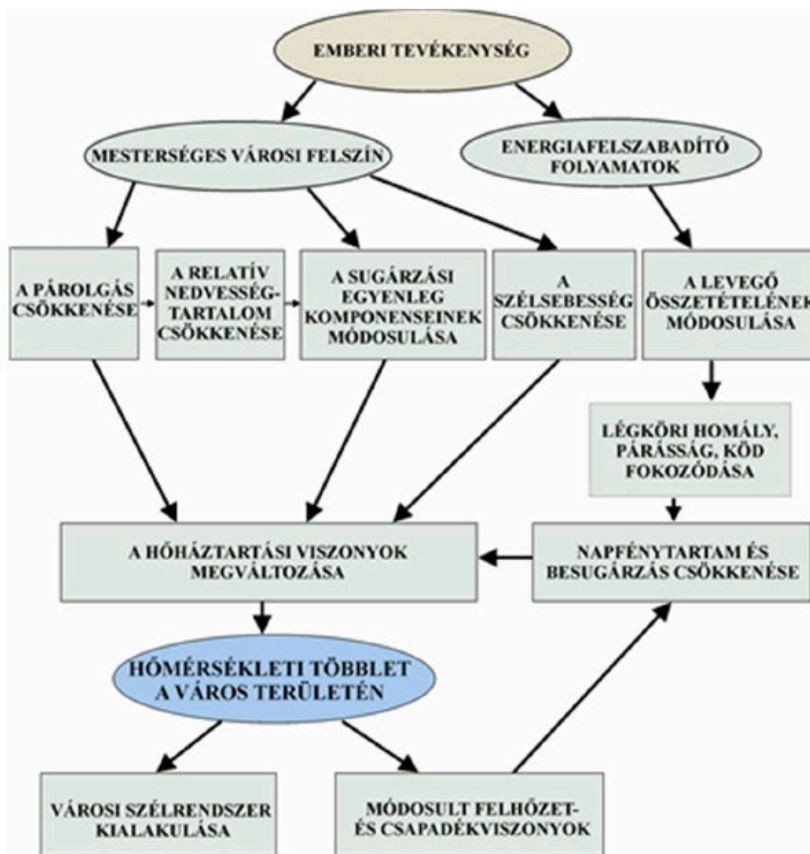 EMBERI TEVÉKENYSÉG
MESTERSÉGES VÁROSI FELSZÍN
ENERGIAFELSZABADÍTÓ
FOLYAMATOK
A PÁROLGÁS
CSÖKKENÉSE
A RELATÍV
NEDVESSÉG-
TARTALOM
CSÖKKENÉSE
A SUGÁRZÁSI
EGYENLEG
KOMPONENSEINEK
MÓDOSULÁSA
A
SZÉLSEBESSÉG
CSÖKKENÉSE
A LEVEGŐ
ÖSSZETÉTELÉNEK
MÓDOSULÁSA
LÉGKÖRI HOMÁLY,
PÁRÁSSÁG, KÖD
FOKOZÓDÁSA
A HŐHÁZTARTÁSI VISZONYOK
MEGVÁLTOZÁSA
NAPFÉNYTARTAM ÉS
BESUGÁRZÁS CSÖKKENÉSE
HŐMÉRSÉKLETI TÖBBLET
A VÁROS TERÜLETÉN
VÁROSI SZÉLRENDSZER
KIALAKULÁSA
MÓDOSULT FELHŐZET-
ÉS CSAPADÉKVISZONYOK